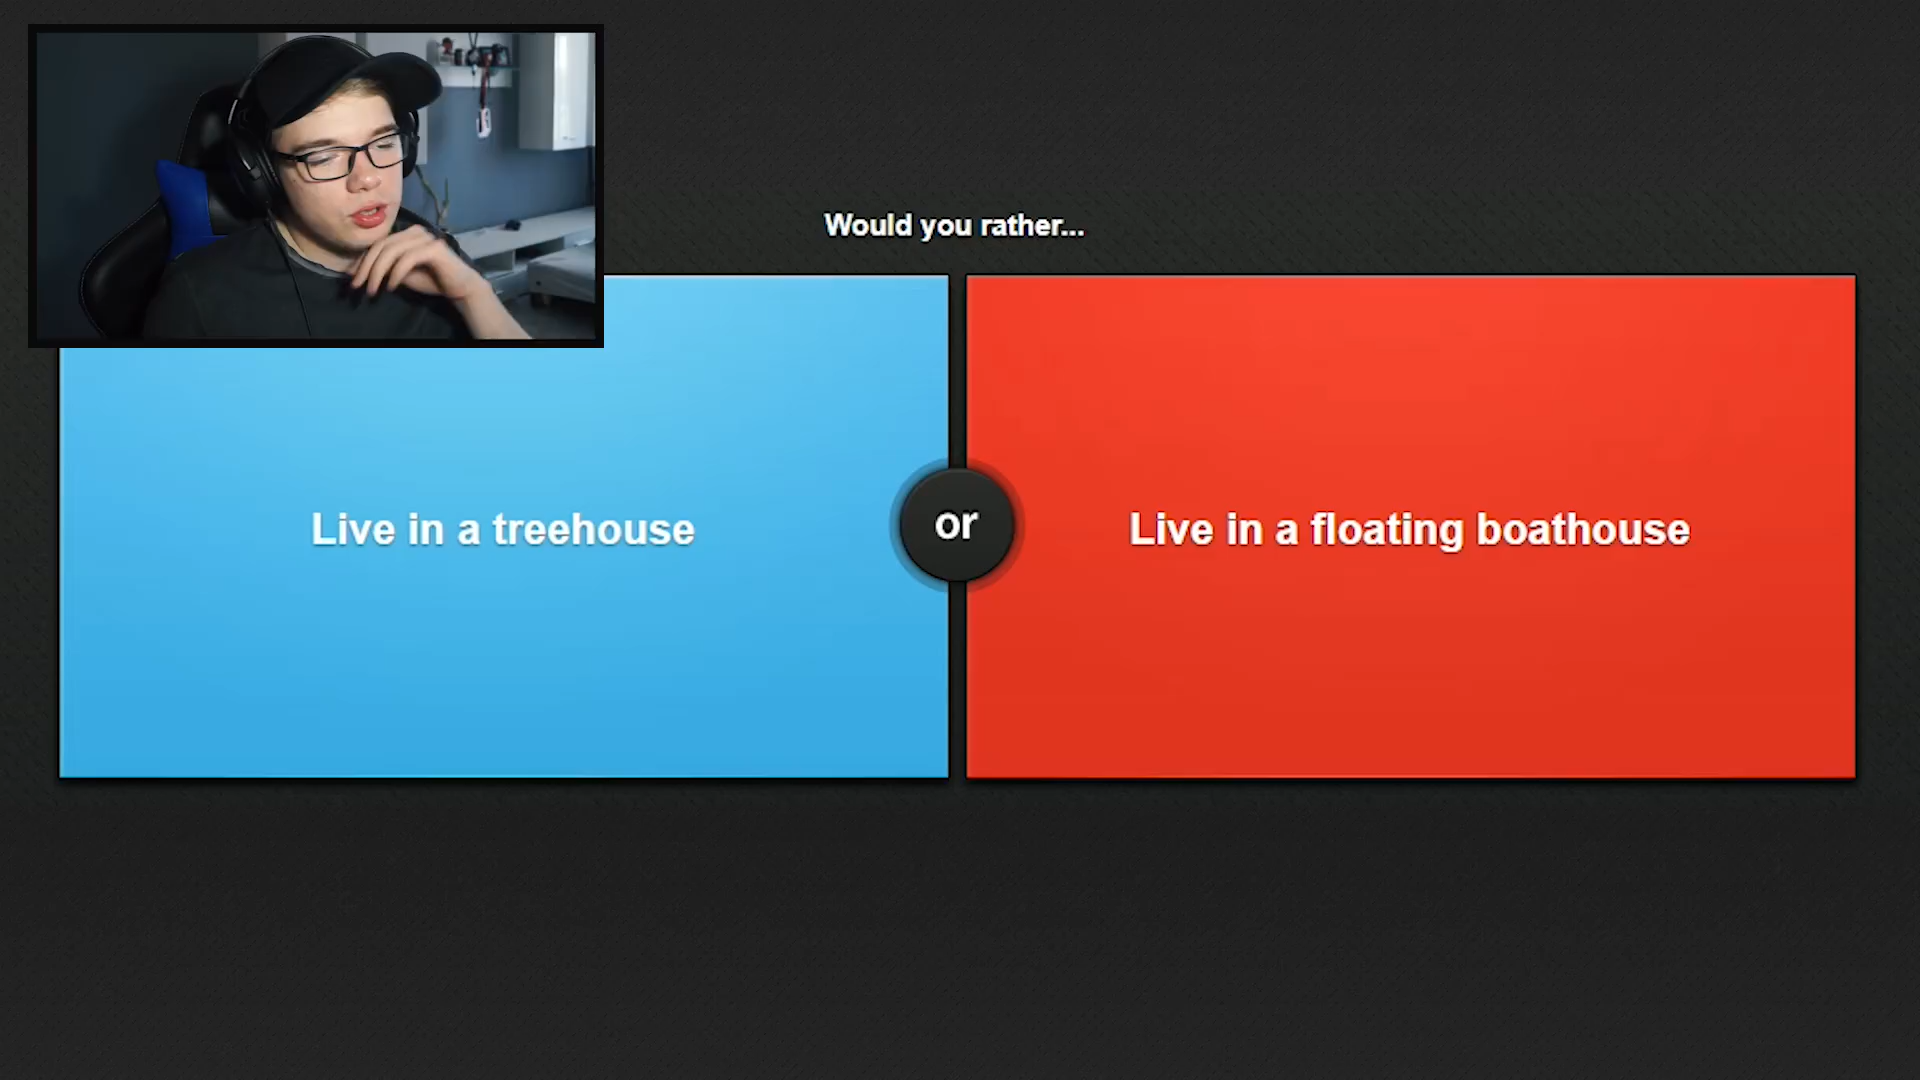 Would you rather...
Live in a treehouse
or
Live in a floating boathouse